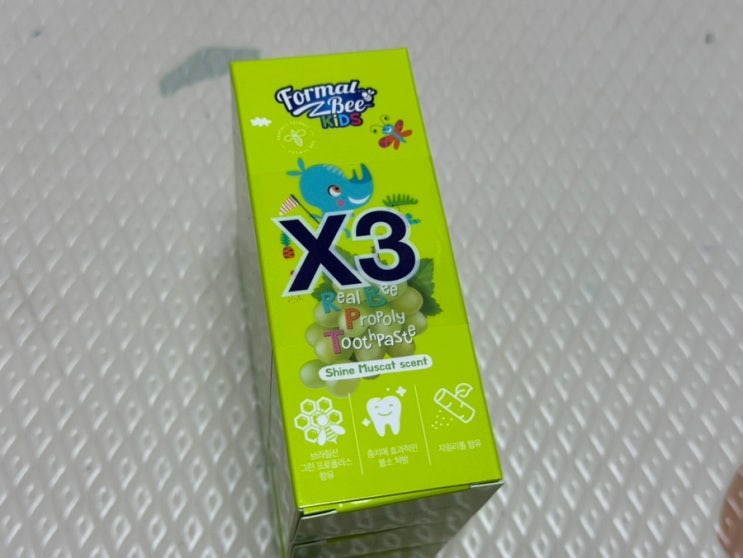 Formal
Bee
KiDS
X3
Real Bee
Propoly
Toothpaste
Shine Muscat scent
브라질산
그린 프로폴리스
함유
충치에 효과적인
불소 처방
자일리톨 함유